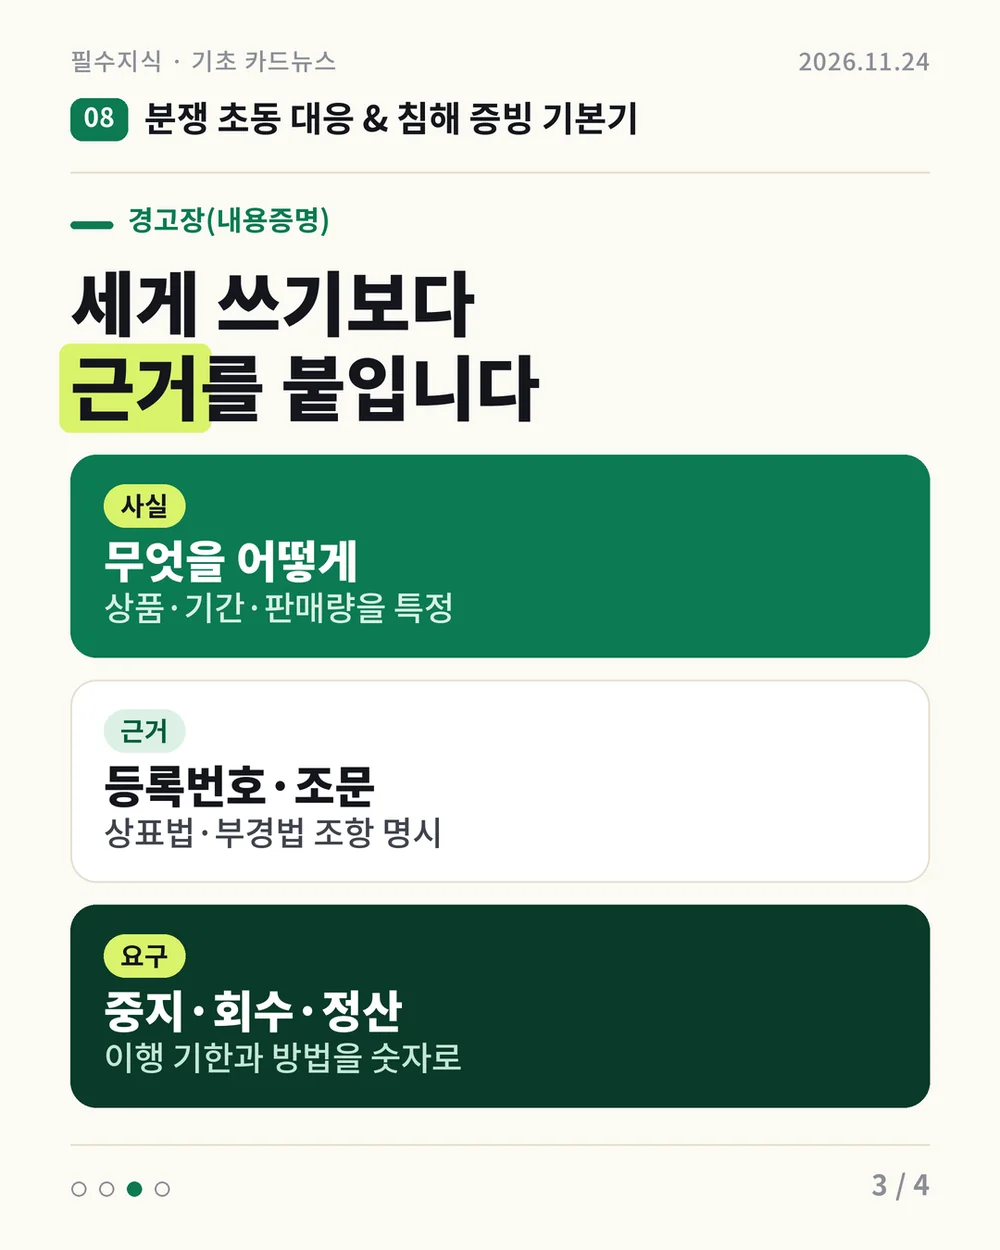 필수지식 · 기초 카드뉴스
2026.11.24
08 분쟁 초동 대응 & 침해 증빙 기본기
경고장(내용증명)
세게 쓰기보다
근거를 붙입니다
사실
무엇을 어떻게
상품·기간·판매량을 특정
근거
등록번호·조문
상표법·부경법 조항 명시
요구
중지·회수·정산
이행 기한과 방법을 숫자로
3 / 4